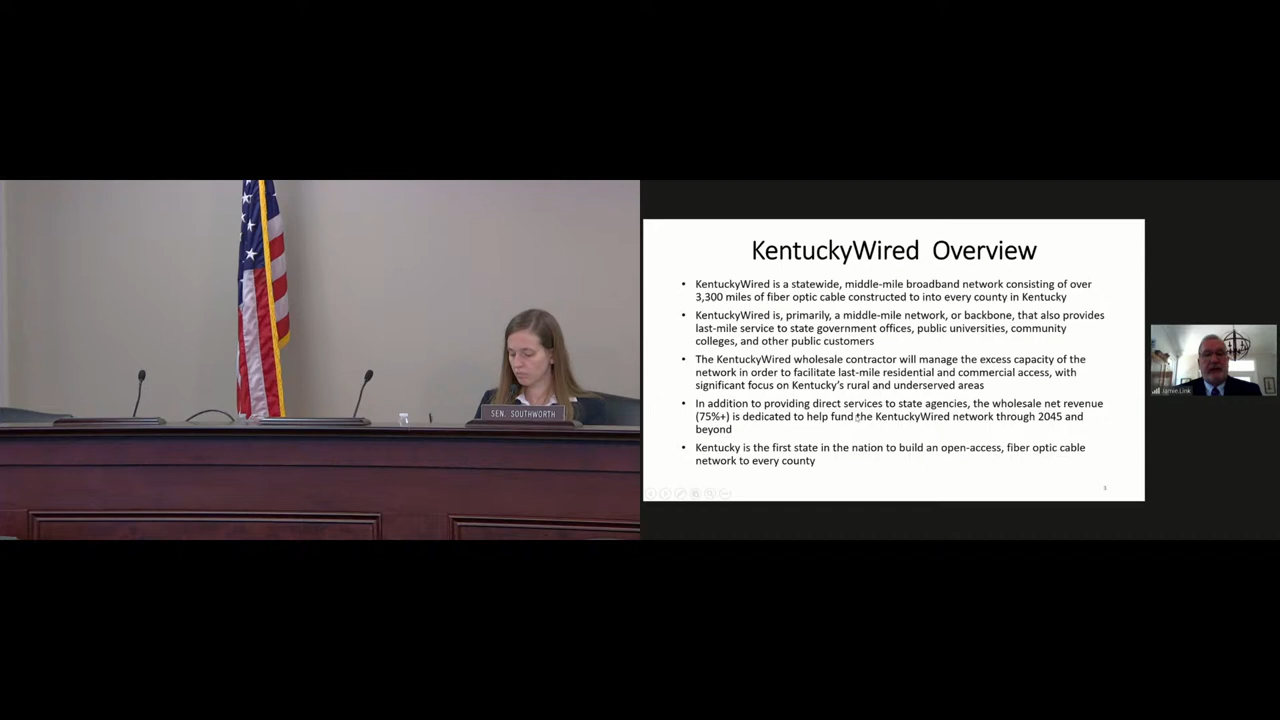 SEN. SOUTHWORTH
KentuckyWired Overview
• KentuckyWired is a statewide, middle-mile broadband network consisting of over
3,300 miles of fiber optic cable constructed to into every county in Kentucky
• KentuckyWired is, primarily, a middle-mile network, or backbone, that also provides
last-mile service to state government offices, public universities, community
colleges, and other public customers
• The KentuckyWired wholesale contractor will manage the excess capacity of the
network in order to facilitate last-mile residential and commercial access, with
significant focus on Kentucky's rural and underserved areas
• In addition to providing direct services to state agencies, the wholesale net revenue
(75%+) is dedicated to help fund the KentuckyWired network through 2045 and
beyond
• Kentucky is the first state in the nation to build an open-access, fiber optic cable
network to every county
3
Jamie Link